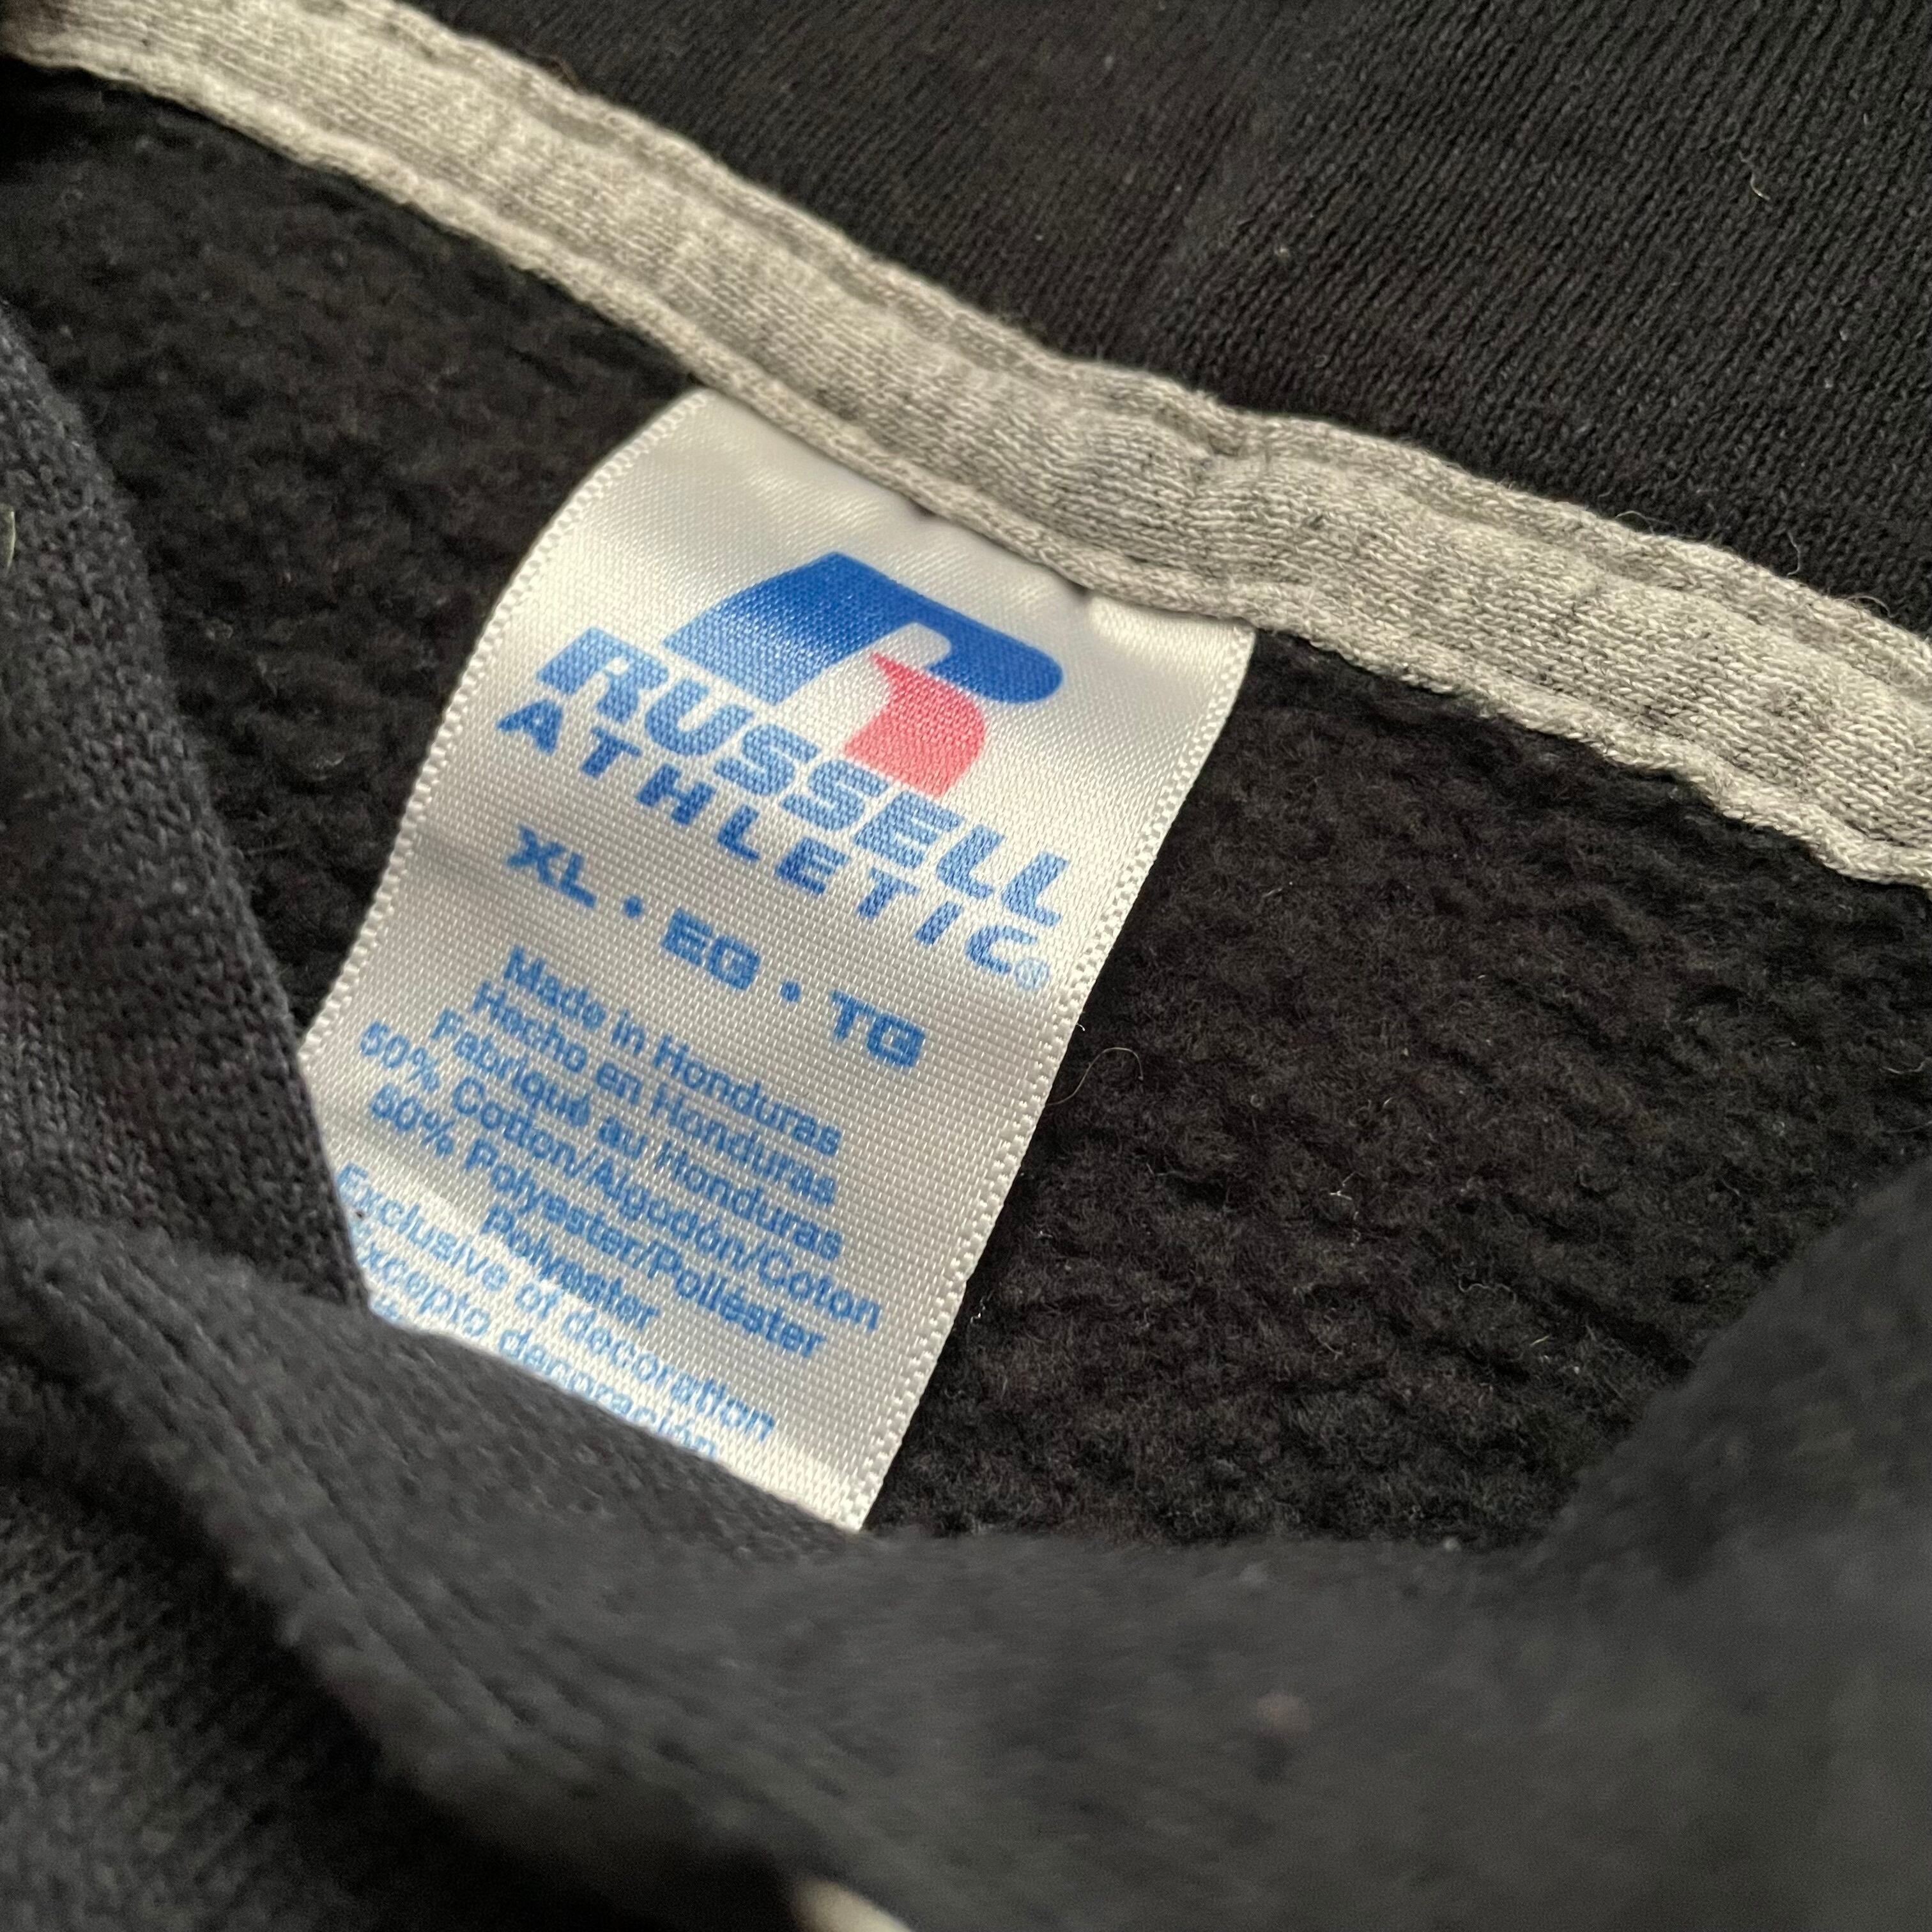 RUSSELL
ATHLETIC®
XL • EG • TG
Made in Honduras
Hecho en Honduras
Fabriqué au Honduras
50% Cotton/Algodón/Coton
50% Polyester/Poliester
Polyester
Exclusive of decoration
Excepto decoración